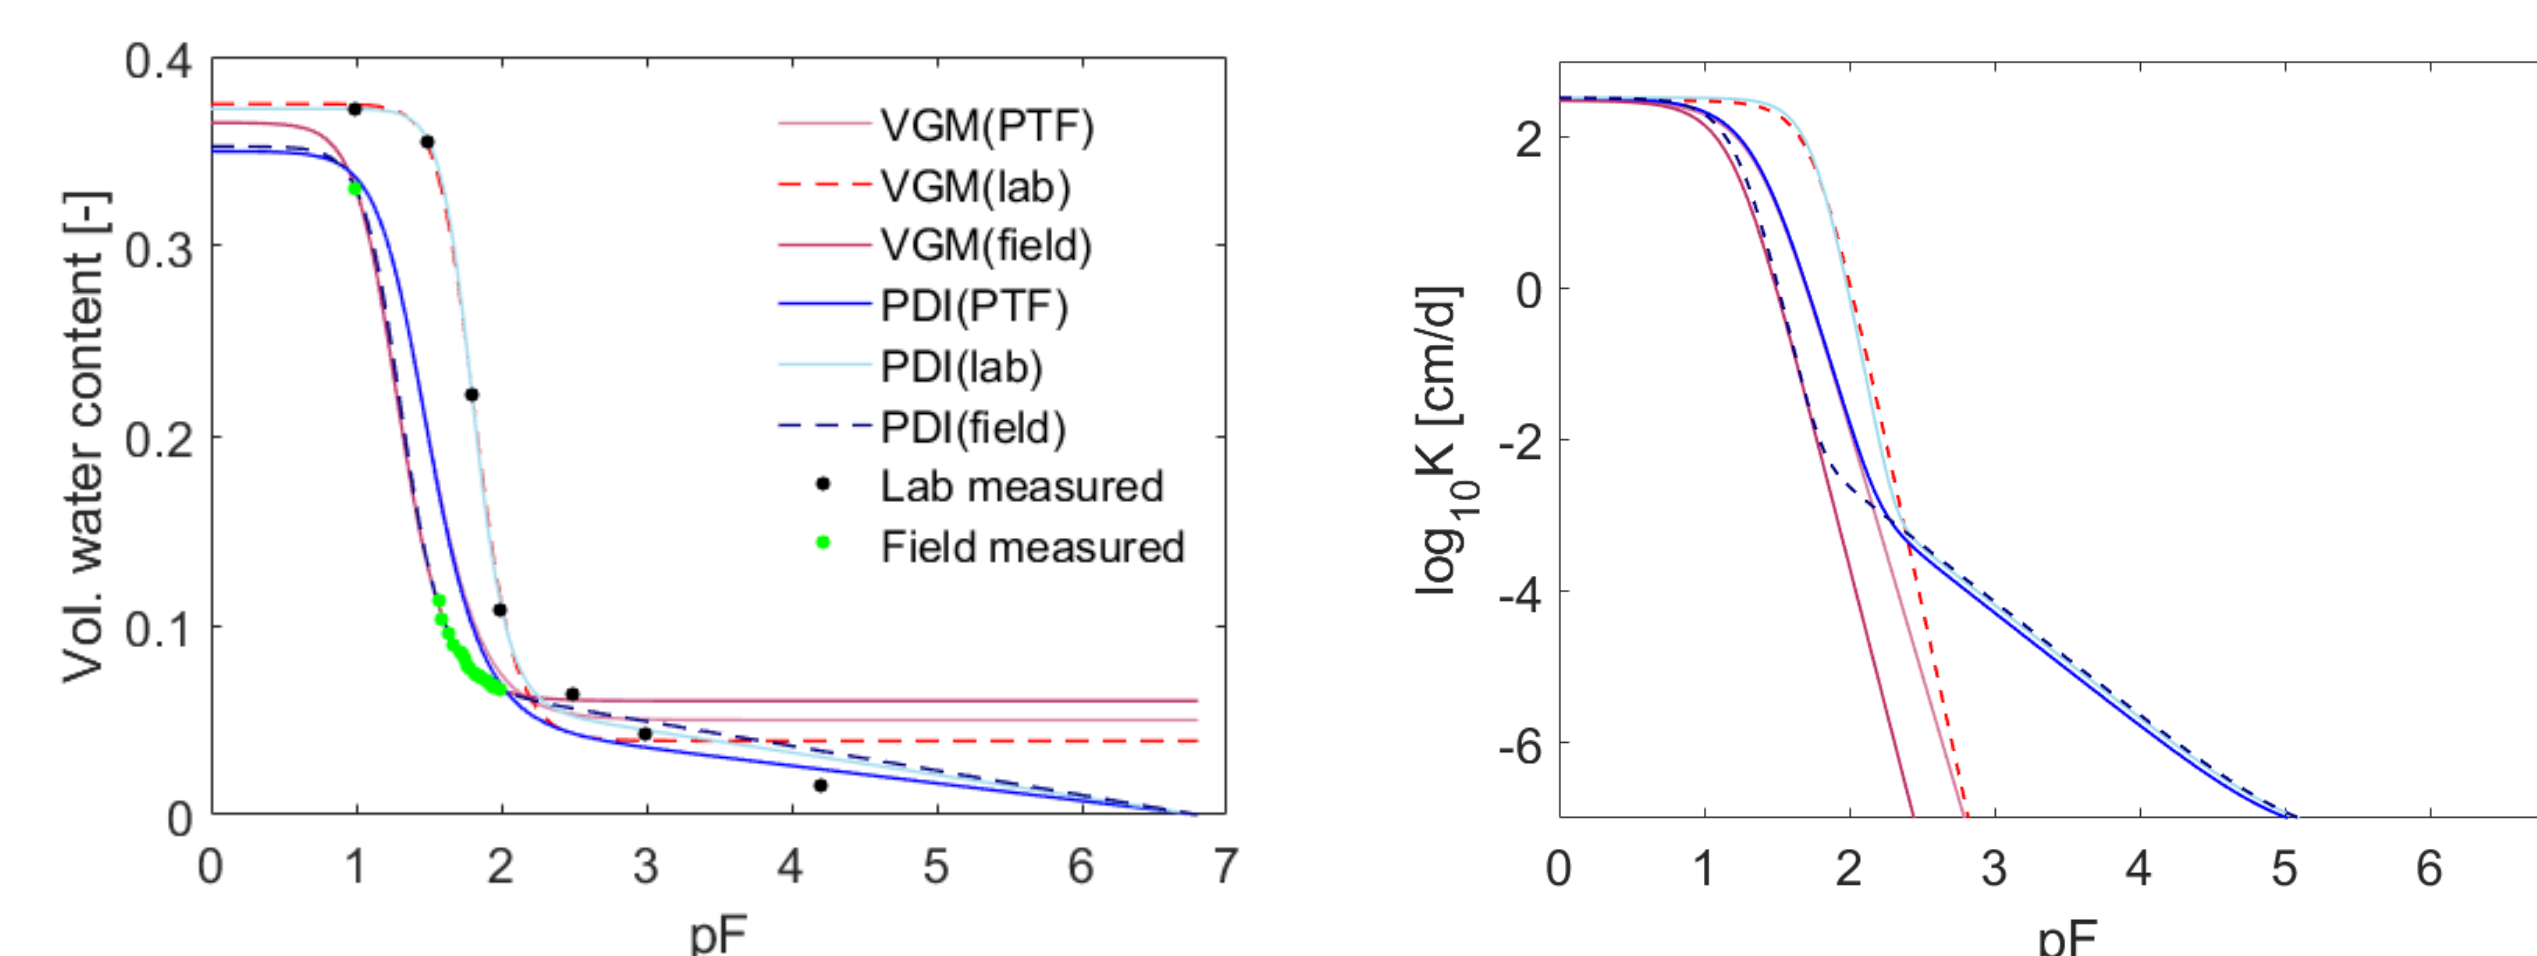 Vol. water content [-]
0.4
0.3
0.2
0.1
0
0 1 2 3 4 5 6 7
pF
VGM(PTF)
VGM(lab)
VGM(field)
PDI(PTF)
PDI(lab)
PDI(field)
Lab measured
Field measured
log10K [cm/d]
2
0
-2
-4
-6
0 1 2 3 4 5 6
pF